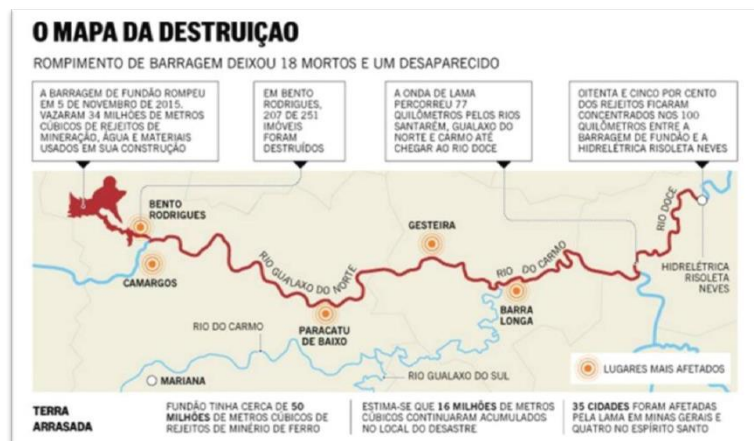 O MAPA DA DESTRUIÇAO
ROMPIMENTO DE BARRAGEM DEIXOU 18 MORTOS E UM DESAPARECIDO
A BARRAGEM DE FUNDÃO ROMPEU
EM 5 DE NOVEMBRO DE 2015.
VAZARAM 34 MILHÕES DE METROS
CÚBICOS DE REJEITOS DE
MINERAÇÃO, ÁGUA E MATERIAIS
USADOS EM SUA CONSTRUÇÃO
EM BENTO
RODRIGUES,
207 DE 251
IMÓVEIS
FORAM
DESTRUÍDOS
A ONDA DE LAMA
PERCORREU 77
QUILÔMETROS PELOS RIOS
SANTARÉM, GUALAXO DO
NORTE E CARMO ATÉ
CHEGAR AO RIO DOCE
OITENTA E CINCO POR CENTO
DOS REJEITOS FICARAM
CONCENTRADOS NOS 100
QUILÔMETROS ENTRE A
BARRAGEM DE FUNDÃO E A
HIDRELÉTRICA RISOLETA NEVES
BENTO
RODRIGUES
CAMARGOS
RIO GUALAXO DO NORTE
PARACATU
DE BAIXO
GESTEIRA
RIO DO CARMO
BARRA
LONGA
RIO DOCE
HIDRELÉTRICA
RISOLETA
NEVES
RIO DO CARMO
MARIANA
RIO GUALAXO DO SUL
LUGARES MAIS AFETADOS
TERRA
ARRASADA
FUNDÃO TINHA CERCA DE 50
MILHÕES DE METROS CÚBICOS DE
REJEITOS DE MINÉRIO DE FERRO
ESTIMA-SE QUE 16 MILHÕES DE METROS
CÚBICOS CONTINUARAM ACUMULADOS
NO LOCAL DO DESASTRE
35 CIDADES FORAM AFETADAS
PELA LAMA EM MINAS GERAIS E
QUATRO NO ESPÍRITO SANTO